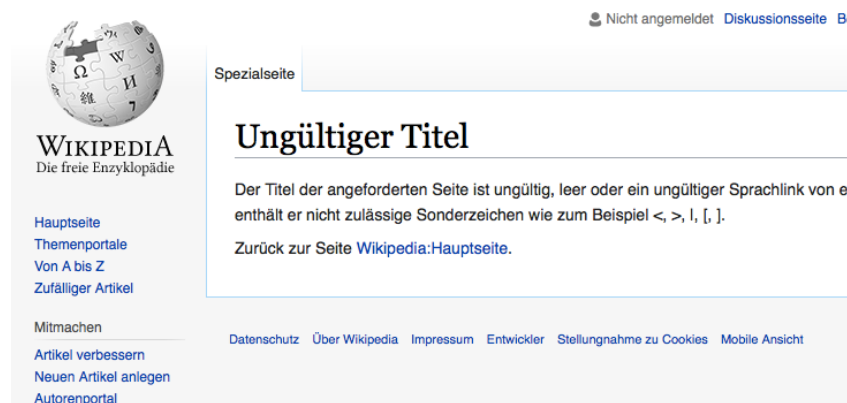 Nicht angemeldet Diskussionsseite
Spezialseite
WIKIPEDIA
Die freie Enzyklopädie
Ungültiger Titel
Der Titel der angeforderten Seite ist ungültig, leer oder ein ungültiger Sprachlink von
enthält er nicht zulässige Sonderzeichen wie zum Beispiel <, >, |, [, ].
Zurück zur Seite Wikipedia:Hauptseite.
Hauptseite
Themenportale
Von A bis Z
Zufälliger Artikel
Mitmachen
Artikel verbessern
Neuen Artikel anlegen
Autorenportal
Datenschutz Über Wikipedia Impressum Entwickler Stellungnahme zu Cookies Mobile Ansicht